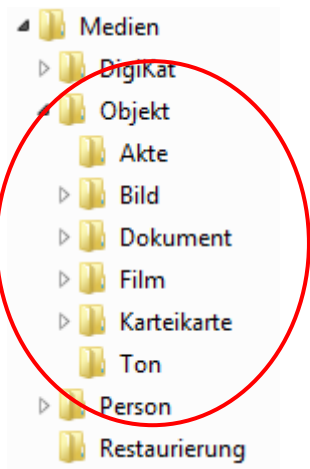 Medien
DigiKat
Objekt
Akte
Bild
Dokument
Film
Karteikarte
Ton
Person
Restaurierung